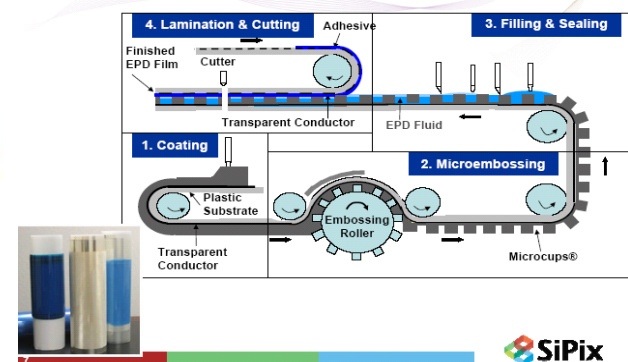 4. Lamination & Cutting
Adhesive
3. Filling & Sealing
Finished
EPD Film
Cutter
Transparent Conductor
EPD Fluid
1. Coating
2. Microembossing
Plastic
Substrate
Embossing
Roller
Transparent
Conductor
Microcups®
SiPix